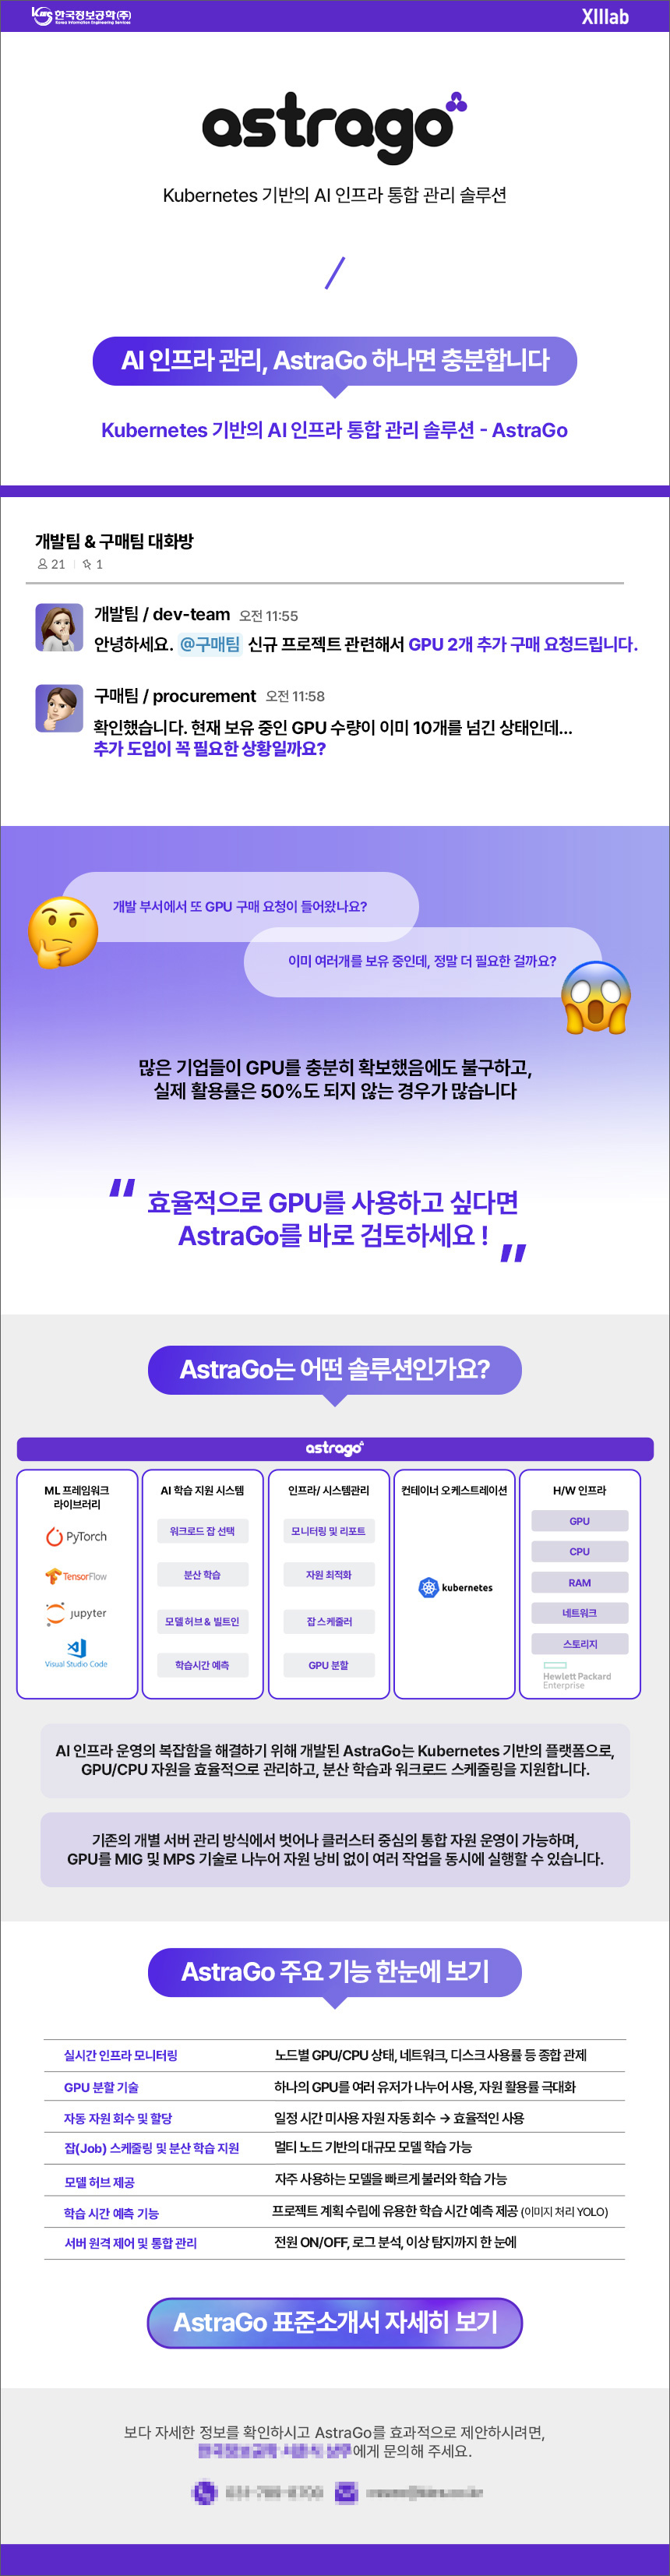 KIES 한국정보공학(주)
Korea Information Engineering Services
XIIlab
astrago
Kubernetes 기반의 AI 인프라 통합 관리 솔루션
AI 인프라 관리, AstraGo 하나면 충분합니다
Kubernetes 기반의 AI 인프라 통합 관리 솔루션 - AstraGo
개발팀 & 구매팀 대화방
21 | 1
개발팀 / dev-team 오전 11:55
안녕하세요. @구매팀 신규 프로젝트 관련해서 GPU 2개 추가 구매 요청드립니다.
구매팀 / procurement 오전 11:58
확인했습니다. 현재 보유 중인 GPU 수량이 이미 10개를 넘긴 상태인데...
추가 도입이 꼭 필요한 상황일까요?
개발 부서에서 또 GPU 구매 요청이 들어왔나요?
이미 여러개를 보유 중인데, 정말 더 필요한 걸까요?
많은 기업들이 GPU를 충분히 확보했음에도 불구하고,
실제 활용률은 50%도 되지 않는 경우가 많습니다
" 효율적으로 GPU를 사용하고 싶다면
AstraGo를 바로 검토하세요 ! "
AstraGo는 어떤 솔루션인가요?
astrago
ML 프레임워크
라이브러리
PyTorch
TensorFlow
jupyter
Visual Studio Code
AI 학습 지원 시스템
워크로드 잡 선택
분산 학습
모델 허브 & 빌트인
학습시간 예측
인프라/ 시스템관리
모니터링 및 리포트
자원 최적화
잡 스케줄러
GPU 분할
컨테이너 오케스트레이션
kubernetes
H/W 인프라
GPU
CPU
RAM
네트워크
스토리지
Hewlett Packard
Enterprise
AI 인프라 운영의 복잡함을 해결하기 위해 개발된 AstraGo는 Kubernetes 기반의 플랫폼으로,
GPU/CPU 자원을 효율적으로 관리하고, 분산 학습과 워크로드 스케줄링을 지원합니다.
기존의 개별 서버 관리 방식에서 벗어나 클러스터 중심의 통합 자원 운영이 가능하며,
GPU를 MIG 및 MPS 기술로 나누어 자원 낭비 없이 여러 작업을 동시에 실행할 수 있습니다.
AstraGo 주요 기능 한눈에 보기
실시간 인프라 모니터링 노드별 GPU/CPU 상태, 네트워크, 디스크 사용률 등 종합 관제
GPU 분할 기술 하나의 GPU를 여러 유저가 나누어 사용, 자원 활용률 극대화
자동 자원 회수 및 할당 일정 시간 미사용 자원 자동 회수 → 효율적인 사용
잡(Job) 스케줄링 및 분산 학습 지원 멀티 노드 기반의 대규모 모델 학습 가능
모델 허브 제공 자주 사용하는 모델을 빠르게 불러와 학습 가능
학습 시간 예측 기능 프로젝트 계획 수립에 유용한 학습 시간 예측 제공 (이미지 처리 YOLO)
서버 원격 제어 및 통합 관리 전원 ON/OFF, 로그 분석, 이상 탐지까지 한 눈에
AstraGo 표준소개서 자세히 보기
보다 자세한 정보를 확인하시고 AstraGo를 효과적으로 제안하시려면,
에게 문의해 주세요.